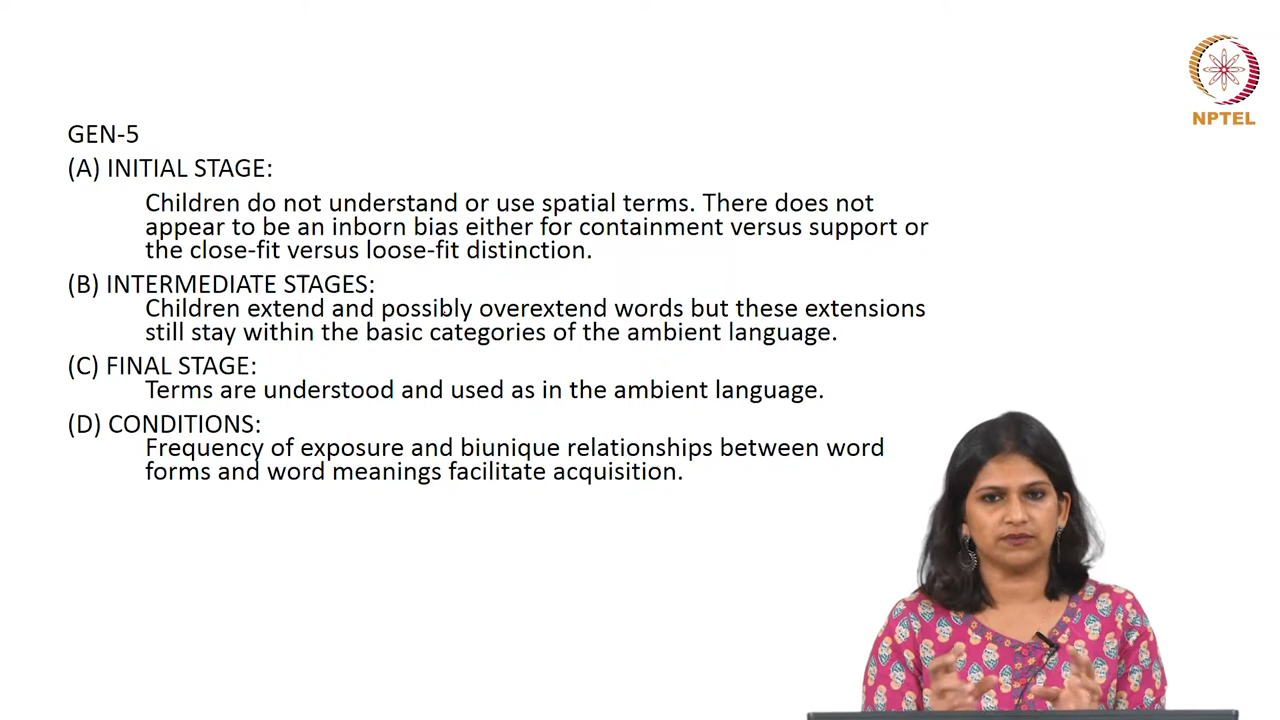 NPTEL
GEN-5
(A) INITIAL STAGE:
Children do not understand or use spatial terms. There does not
appear to be an inborn bias either for containment versus support or
the close-fit versus loose-fit distinction.
(B) INTERMEDIATE STAGES:
Children extend and possibly overextend words but these extensions
still stay within the basic categories of the ambient language.
(C) FINAL STAGE:
Terms are understood and used as in the ambient language.
(D) CONDITIONS:
Frequency of exposure and biunique relationships between word
forms and word meanings facilitate acquisition.